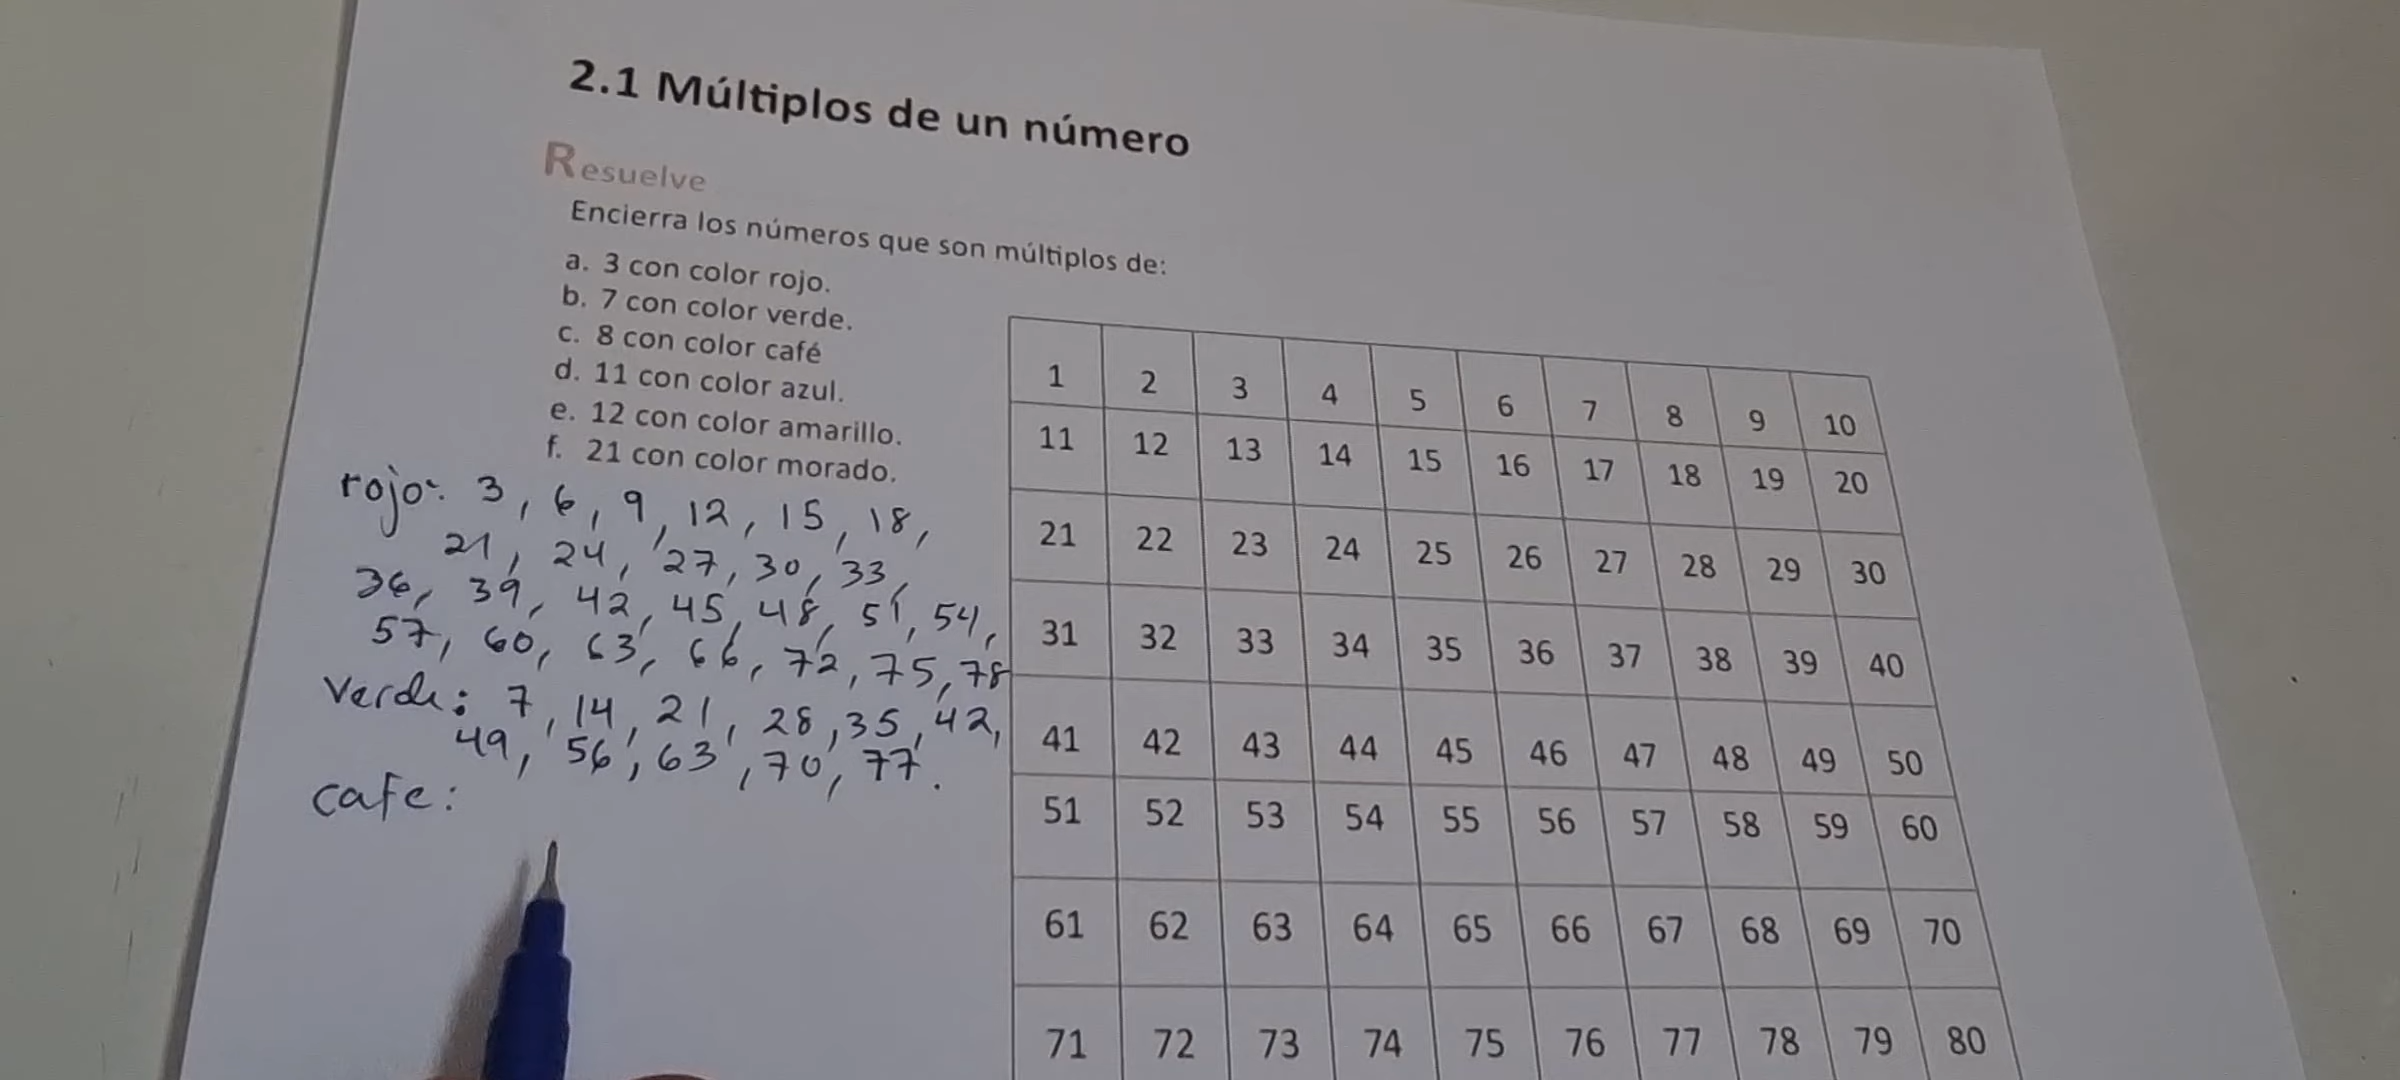 2.1 Múltiplos de un número
Resuelve
Encierra los números que son múltiplos de:
a. 3 con color rojo.
b. 7 con color verde.
c. 8 con color café
d. 11 con color azul.
e. 12 con color amarillo.
f. 21 con color morado.
rojo: 3, 6, 9, 12, 15, 18,
21, 24, 27, 30, 33,
36, 39, 42, 45, 48, 51, 54,
57, 60, 63, 66, 72, 75, 78
Verde: 7, 14, 21, 28, 35, 42,
49, 56, 63, 70, 77.
cafe:
1 2 3 4 5 6 7 8 9 10
11 12 13 14 15 16 17 18 19 20
21 22 23 24 25 26 27 28 29 30
31 32 33 34 35 36 37 38 39 40
41 42 43 44 45 46 47 48 49 50
51 52 53 54 55 56 57 58 59 60
61 62 63 64 65 66 67 68 69 70
71 72 73 74 75 76 77 78 79 80